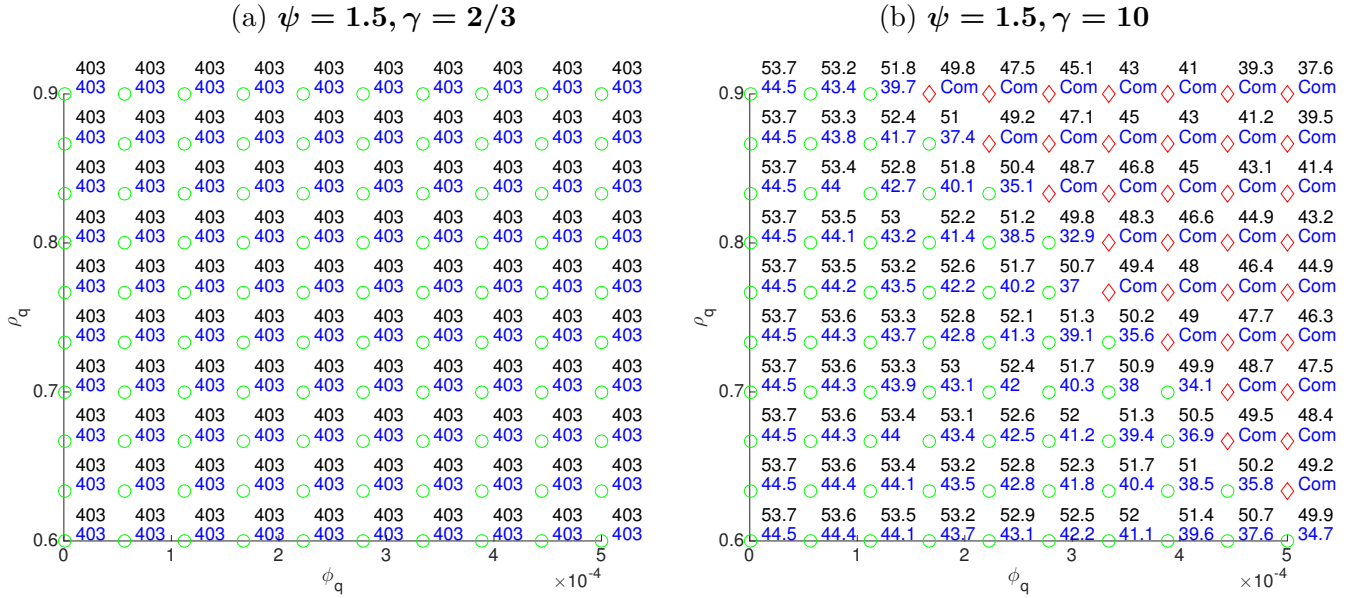 (a) ψ = 1.5, γ = 2/3
403 403 403 403 403 403 403 403 403 403
0.9 403 403 403 403 403 403 403 403 403 403
403 403 403 403 403 403 403 403 403 403
403 403 403 403 403 403 403 403 403 403
403 403 403 403 403 403 403 403 403 403
403 403 403 403 403 403 403 403 403 403
403 403 403 403 403 403 403 403 403 403
0.8 403 403 403 403 403 403 403 403 403 403
403 403 403 403 403 403 403 403 403 403
403 403 403 403 403 403 403 403 403 403
403 403 403 403 403 403 403 403 403 403
403 403 403 403 403 403 403 403 403 403
403 403 403 403 403 403 403 403 403 403
0.7 403 403 403 403 403 403 403 403 403 403
403 403 403 403 403 403 403 403 403 403
403 403 403 403 403 403 403 403 403 403
403 403 403 403 403 403 403 403 403 403
403 403 403 403 403 403 403 403 403 403
403 403 403 403 403 403 403 403 403 403
0.6 403 403 403 403 403 403 403 403 403 403
0 1 2 3 4 5
ρq
ϕq
×10⁻⁴
(b) ψ = 1.5, γ = 10
53.7 53.2 51.8 49.8 47.5 45.1 43 41 39.3 37.6
0.9 44.5 43.4 39.7 Com Com Com Com Com Com Com
53.7 53.3 52.4 51 49.2 47.1 45 43 41.2 39.5
44.5 43.8 41.7 37.4 Com Com Com Com Com Com
53.7 53.4 52.8 51.8 50.4 48.7 46.8 45 43.1 41.4
44.5 44 42.7 40.1 35.1 Com Com Com Com Com
53.7 53.5 53 52.2 51.2 49.8 48.3 46.6 44.9 43.2
0.8 44.5 44.1 43.2 41.4 38.5 32.9 Com Com Com Com
53.7 53.5 53.2 52.6 51.7 50.7 49.4 48 46.4 44.9
44.5 44.2 43.5 42.2 40.2 37 Com Com Com Com
53.7 53.6 53.3 52.8 52.1 51.3 50.2 49 47.7 46.3
44.5 44.3 43.7 42.8 41.3 39.1 35.6 Com Com Com
53.7 53.6 53.3 53 52.4 51.7 50.9 49.9 48.7 47.5
0.7 44.5 44.3 43.9 43.1 42 40.3 38 34.1 Com Com
53.7 53.6 53.4 53.1 52.6 52 51.3 50.5 49.5 48.4
44.5 44.3 44 43.4 42.5 41.2 39.4 36.9 Com Com
53.7 53.6 53.4 53.2 52.8 52.3 51.7 51 50.2 49.2
44.5 44.4 44.1 43.5 42.8 41.8 40.4 38.5 35.8 Com
53.7 53.6 53.5 53.2 52.9 52.5 52 51.4 50.7 49.9
0.6 44.5 44.4 44.1 43.7 43.1 42.2 41.1 39.6 37.6 34.7
0 1 2 3 4 5
ρq
ϕq
×10⁻⁴